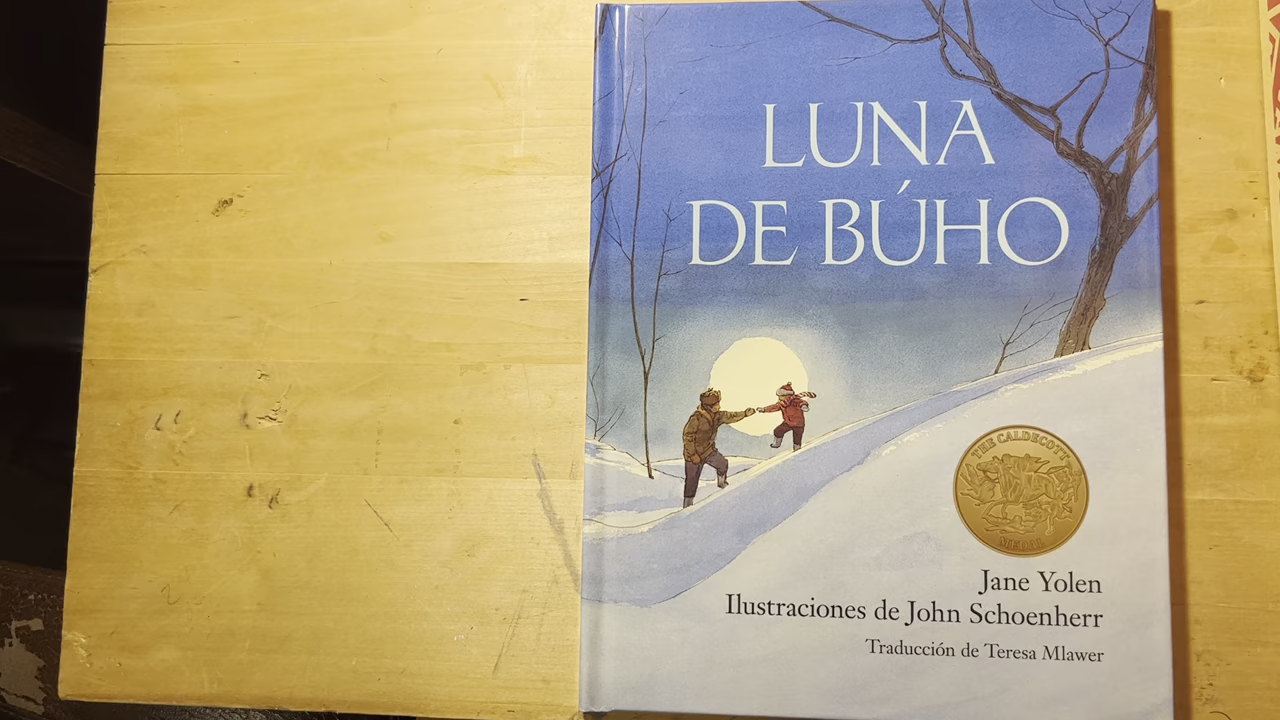 LUNA
DE BÚHO
THE CALDECOTT
MEDAL
Jane Yolen
Ilustraciones de John Schoenherr
Traducción de Teresa Mlawer